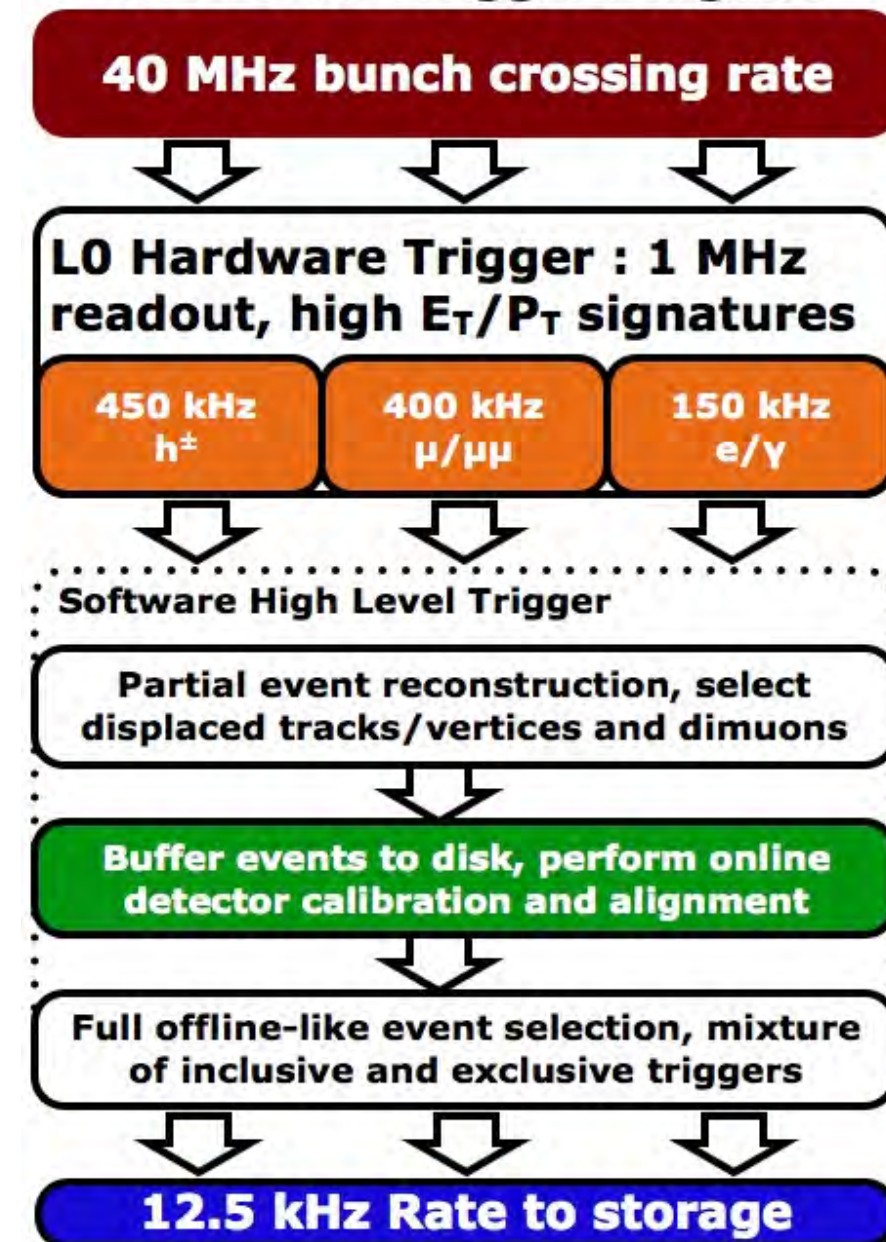 40 MHz bunch crossing rate
L0 Hardware Trigger : 1 MHz
readout, high ET/PT signatures
450 kHz
h±
400 kHz
μ/μμ
150 kHz
e/γ
Software High Level Trigger
Partial event reconstruction, select
displaced tracks/vertices and dimuons
Buffer events to disk, perform online
detector calibration and alignment
Full offline-like event selection, mixture
of inclusive and exclusive triggers
12.5 kHz Rate to storage